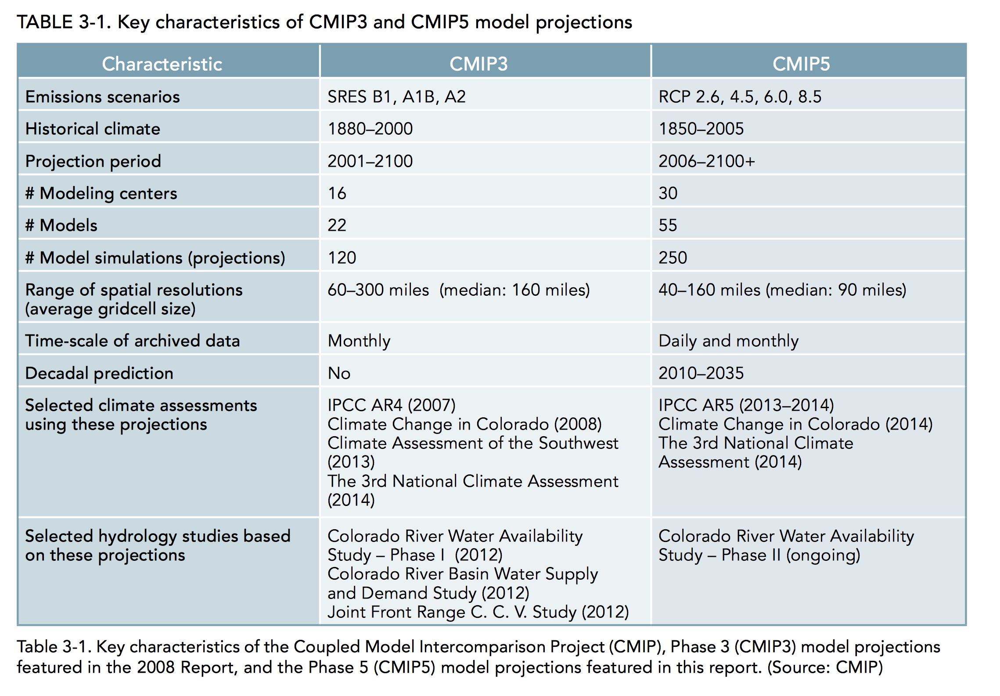 TABLE 3-1. Key characteristics of CMIP3 and CMIP5 model projections
Characteristic CMIP3 CMIP5
Emissions scenarios SRES B1, A1B, A2 RCP 2.6, 4.5, 6.0, 8.5
Historical climate 1880–2000 1850–2005
Projection period 2001–2100 2006–2100+
# Modeling centers 16 30
# Models 22 55
# Model simulations (projections) 120 250
Range of spatial resolutions 60–300 miles (median: 160 miles) 40–160 miles (median: 90 miles)
(average gridcell size)
Time-scale of archived data Monthly Daily and monthly
Decadal prediction No 2010–2035
Selected climate assessments IPCC AR4 (2007) IPCC AR5 (2013–2014)
using these projections Climate Change in Colorado (2008) Climate Change in Colorado (2014)
Climate Assessment of the Southwest The 3rd National Climate
(2013) Assessment (2014)
The 3rd National Climate Assessment
(2014)
Selected hydrology studies based Colorado River Water Availability Colorado River Water Availability
on these projections Study – Phase I (2012) Study – Phase II (ongoing)
Colorado River Basin Water Supply
and Demand Study (2012)
Joint Front Range C. C. V. Study (2012)
Table 3-1. Key characteristics of the Coupled Model Intercomparison Project (CMIP), Phase 3 (CMIP3) model projections
featured in the 2008 Report, and the Phase 5 (CMIP5) model projections featured in this report. (Source: CMIP)